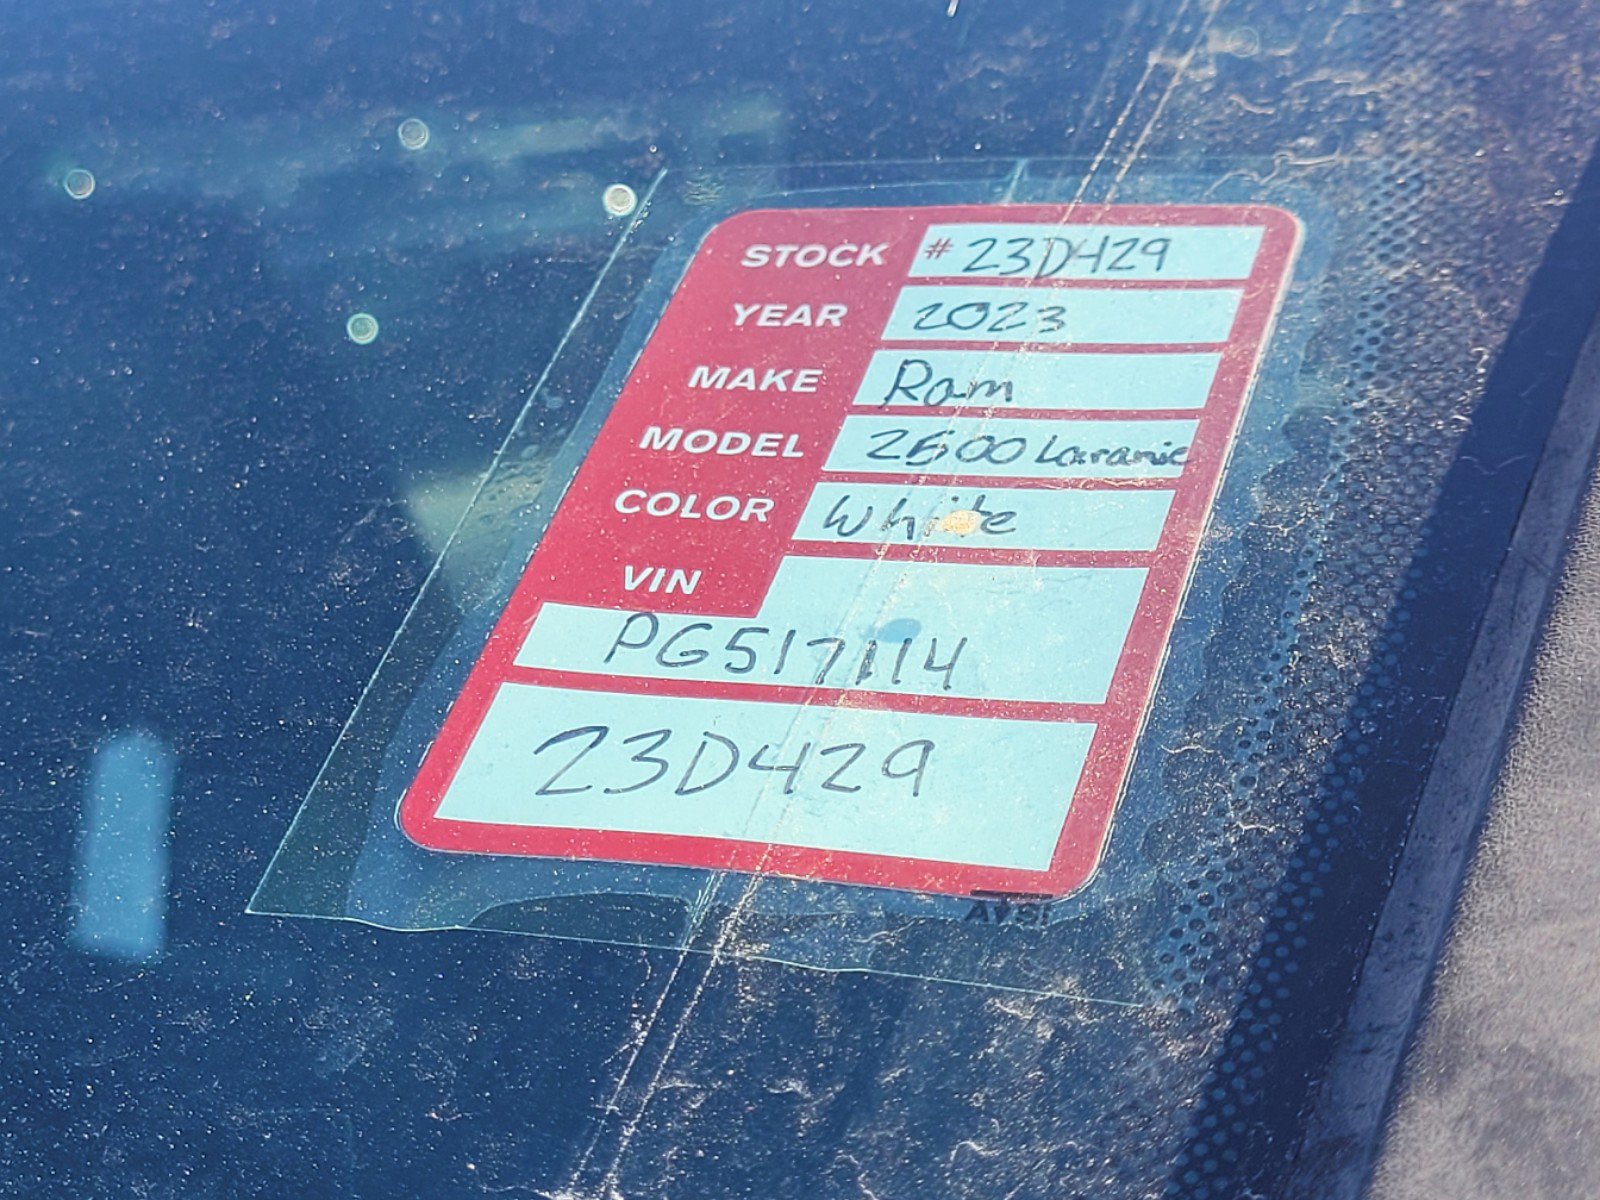 STOCK # 23D429
YEAR 2023
MAKE Ram
MODEL 2500 Laramie
COLOR White
VIN
PG517114
23D429